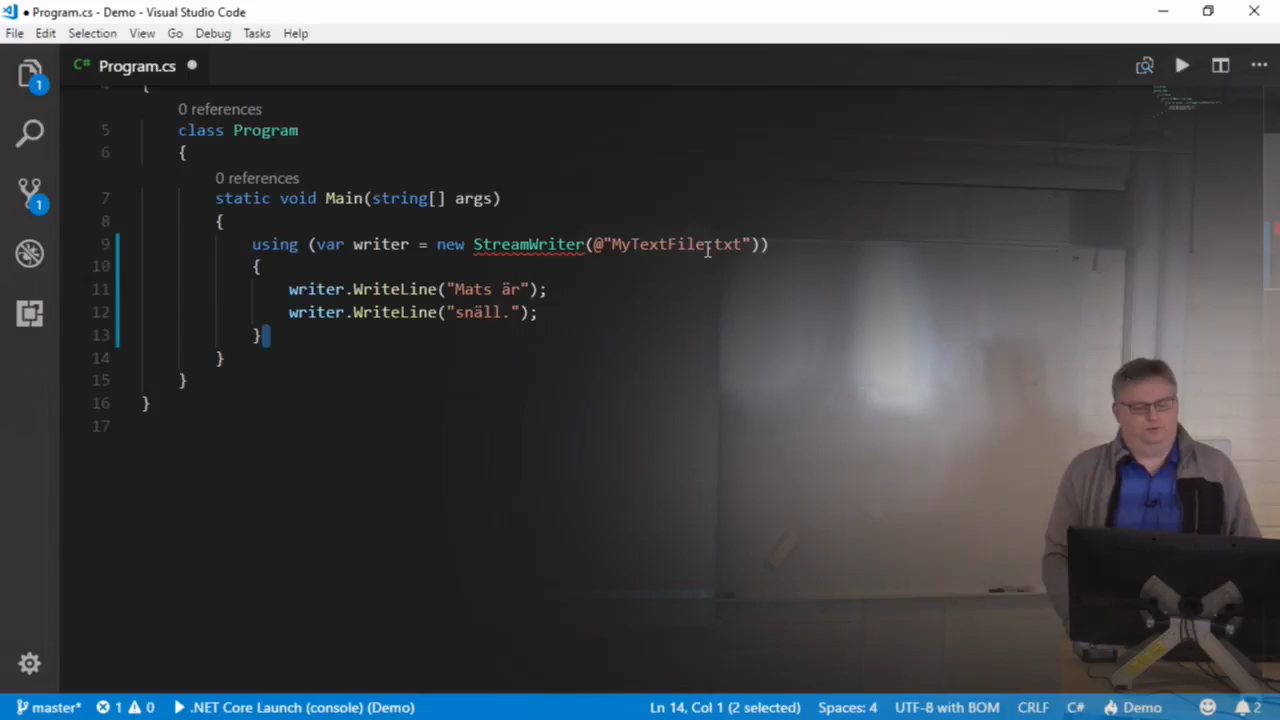 ● Program.cs - Demo - Visual Studio Code
File Edit Selection View Go Debug Tasks Help
C# Program.cs
0 references
5 class Program
6 {
0 references
7 static void Main(string[] args)
8 {
9 using (var writer = new StreamWriter(@"MyTextFile.txt"))
10 {
11 writer.WriteLine("Mats är");
12 writer.WriteLine("snäll.");
13 }
14 }
15 }
16 }
17
1
1
master* 1 0 .NET Core Launch (console) (Demo) Ln 14, Col 1 (2 selected) Spaces: 4 UTF-8 with BOM CRLF C# Demo 2